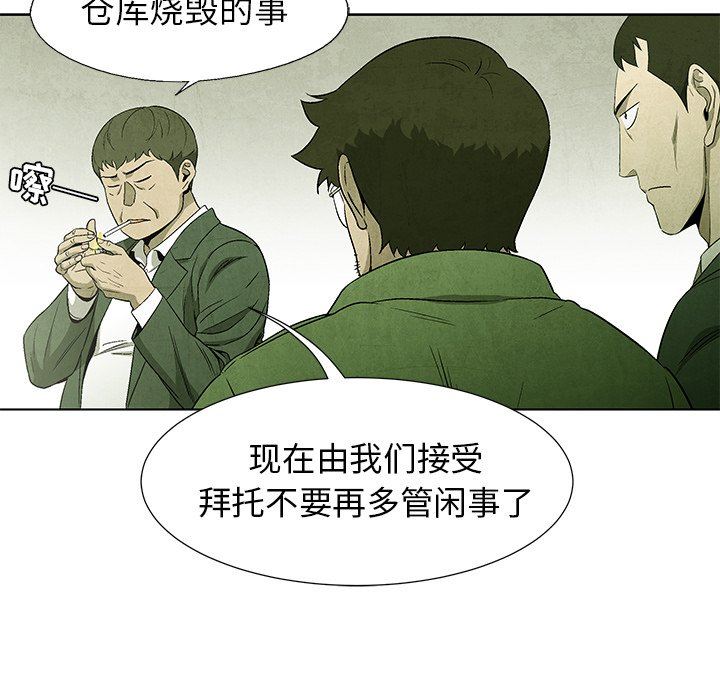 仓库烧毁的事
嚓
现在由我们接受
拜托不要再多管闲事了